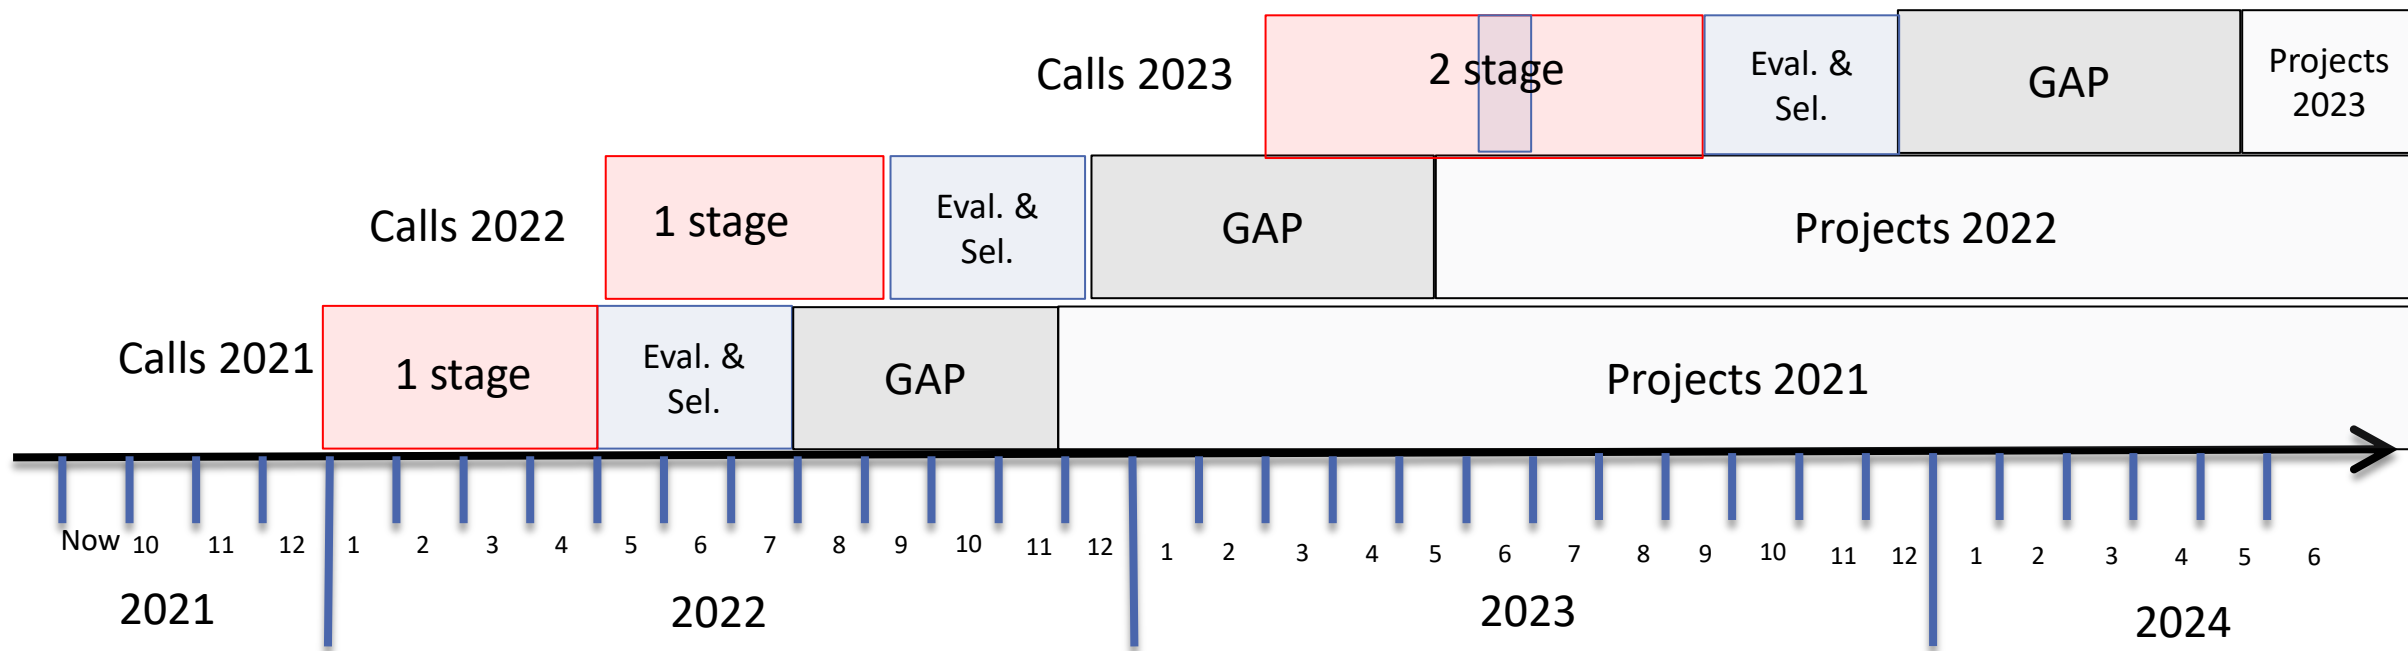 Calls 2023
2 stage
Eval. &
Sel.
GAP
Projects
2023
Calls 2022
1 stage
Eval. &
Sel.
GAP
Projects 2022
Calls 2021
1 stage
Eval. &
Sel.
GAP
Projects 2021
Now 10 11 12 1 2 3 4 5 6 7 8 9 10 11 12 1 2 3 4 5 6 7 8 9 10 11 12 1 2 3 4 5 6
2021 2022 2023 2024